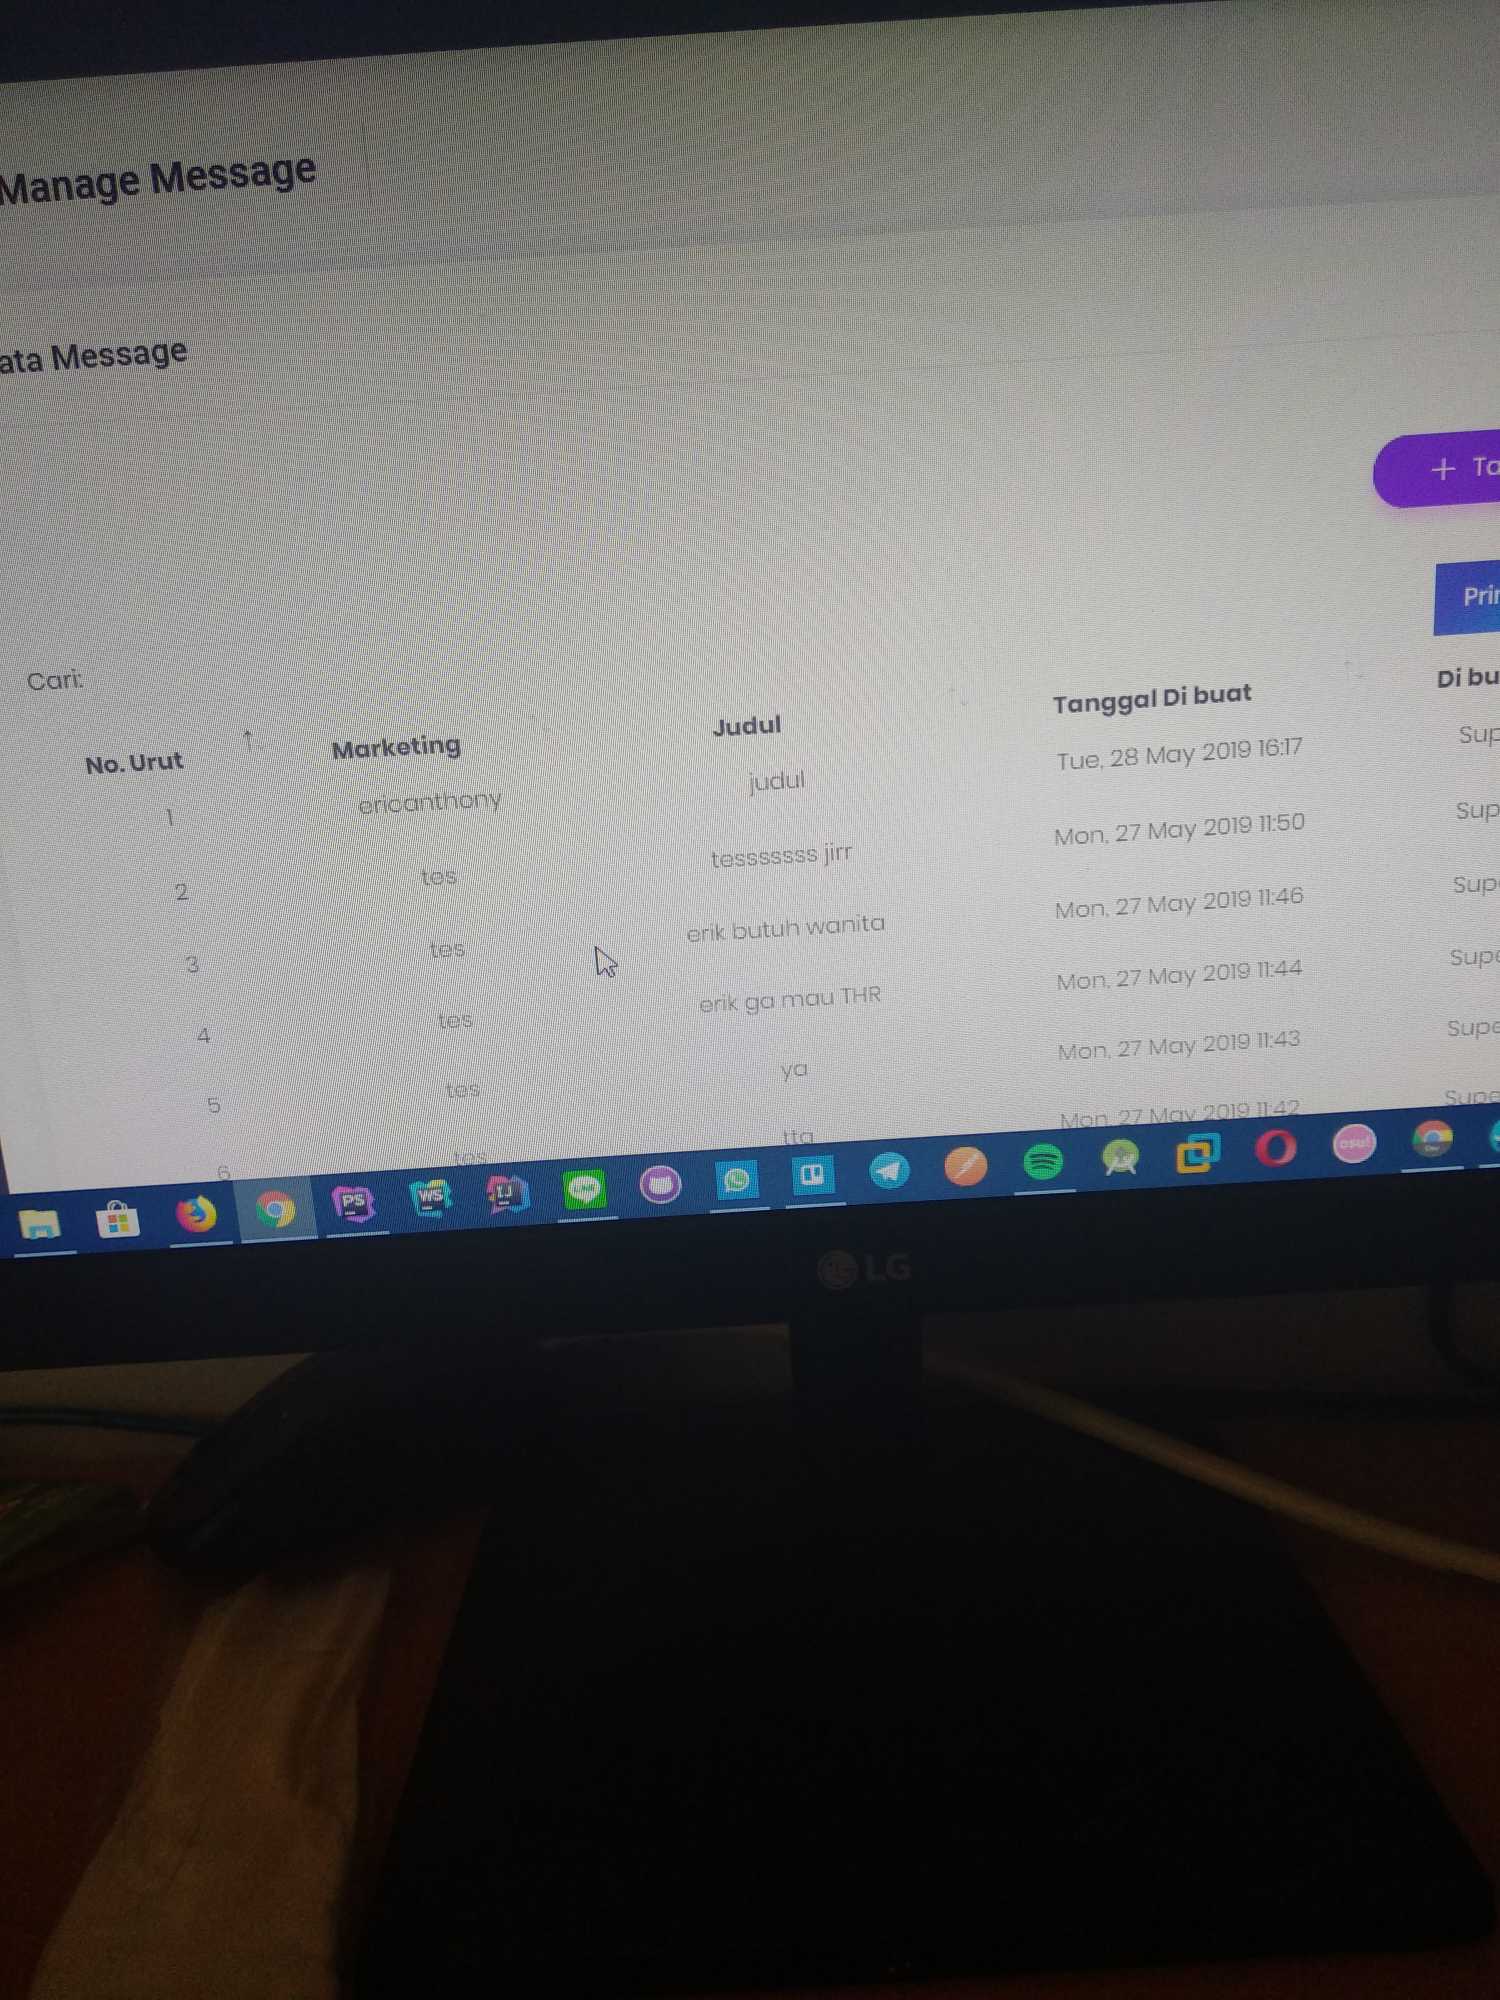 Manage Message
ata Message
+ Ta
Prin
Cari:
No. Urut Marketing Judul Tanggal Di buat Di bu
1 ericanthony judul Tue, 28 May 2019 16:17 Sup
2 tes tesssssss jirr Mon, 27 May 2019 11:50 Sup
3 tes erik butuh wanita Mon, 27 May 2019 11:46 Supe
4 tes erik ga mau THR Mon, 27 May 2019 11:44 Supe
5 tes ya Mon, 27 May 2019 11:43 Supe
6 tes tta Mon, 27 May 2019 11:42 Supe
PS WS IJ osu! Dev
LG